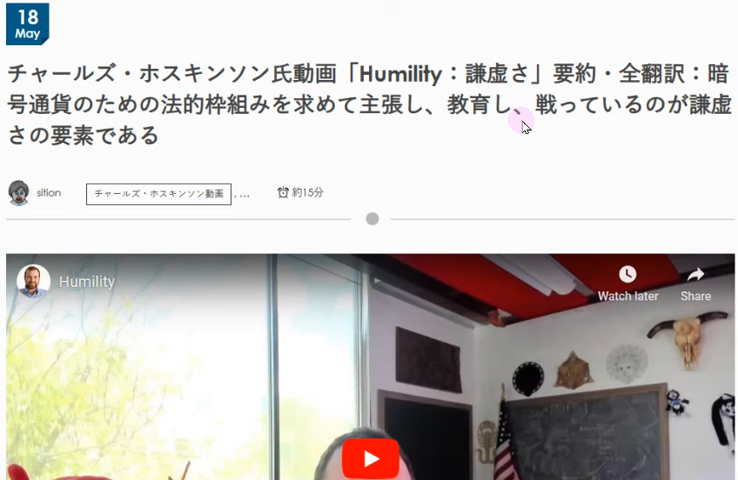 18
May
チャールズ・ホスキンソン氏動画「Humility：謙虚さ」要約・全翻訳：暗
号通貨のための法的枠組みを求めて主張し、教育し、戦っているのが謙虚
さの要素である
sition
チャールズ・ホスキンソン動画 , ...
約15分
Humility
Watch later
Share